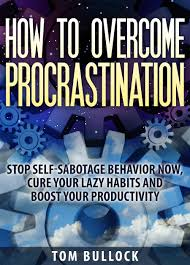 HOW TO OVERCOME
PROCRASTINATION
STOP SELF-SABOTAGE BEHAVIOR NOW,
CURE YOUR LAZY HABITS AND
BOOST YOUR PRODUCTIVITY
TOM BULLOCK